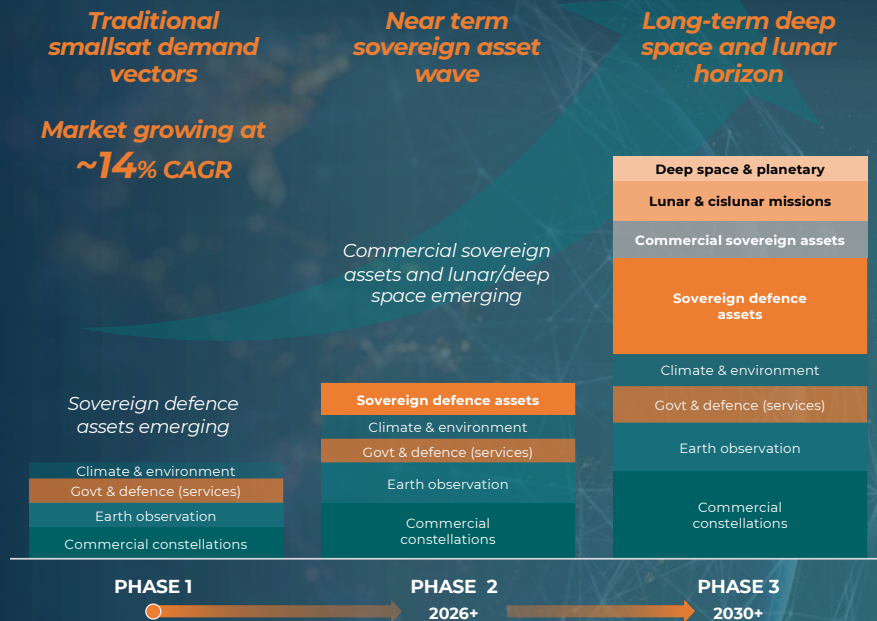 Traditional
smallsat demand
vectors
Market growing at
~14% CAGR
Sovereign defence
assets emerging
Climate & environment
Govt & defence (services)
Earth observation
Commercial constellations
PHASE 1
Near term
sovereign asset
wave
Commercial sovereign
assets and lunar/deep
space emerging
Sovereign defence assets
Climate & environment
Govt & defence (services)
Earth observation
Commercial
constellations
PHASE 2
2026+
Long-term deep
space and lunar
horizon
Deep space & planetary
Lunar & cislunar missions
Commercial sovereign assets
Sovereign defence
assets
Climate & environment
Govt & defence (services)
Earth observation
Commercial
constellations
PHASE 3
2030+